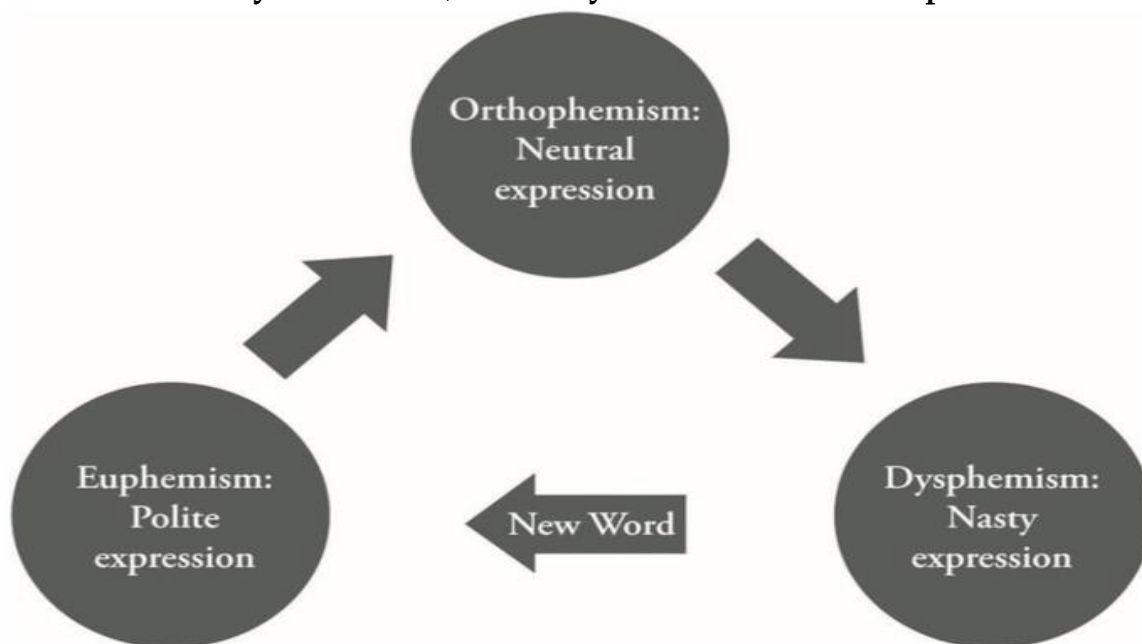 Orthophemism:
Neutral
expression
Euphemism:
Polite
expression
New Word
Dysphemism:
Nasty
expression